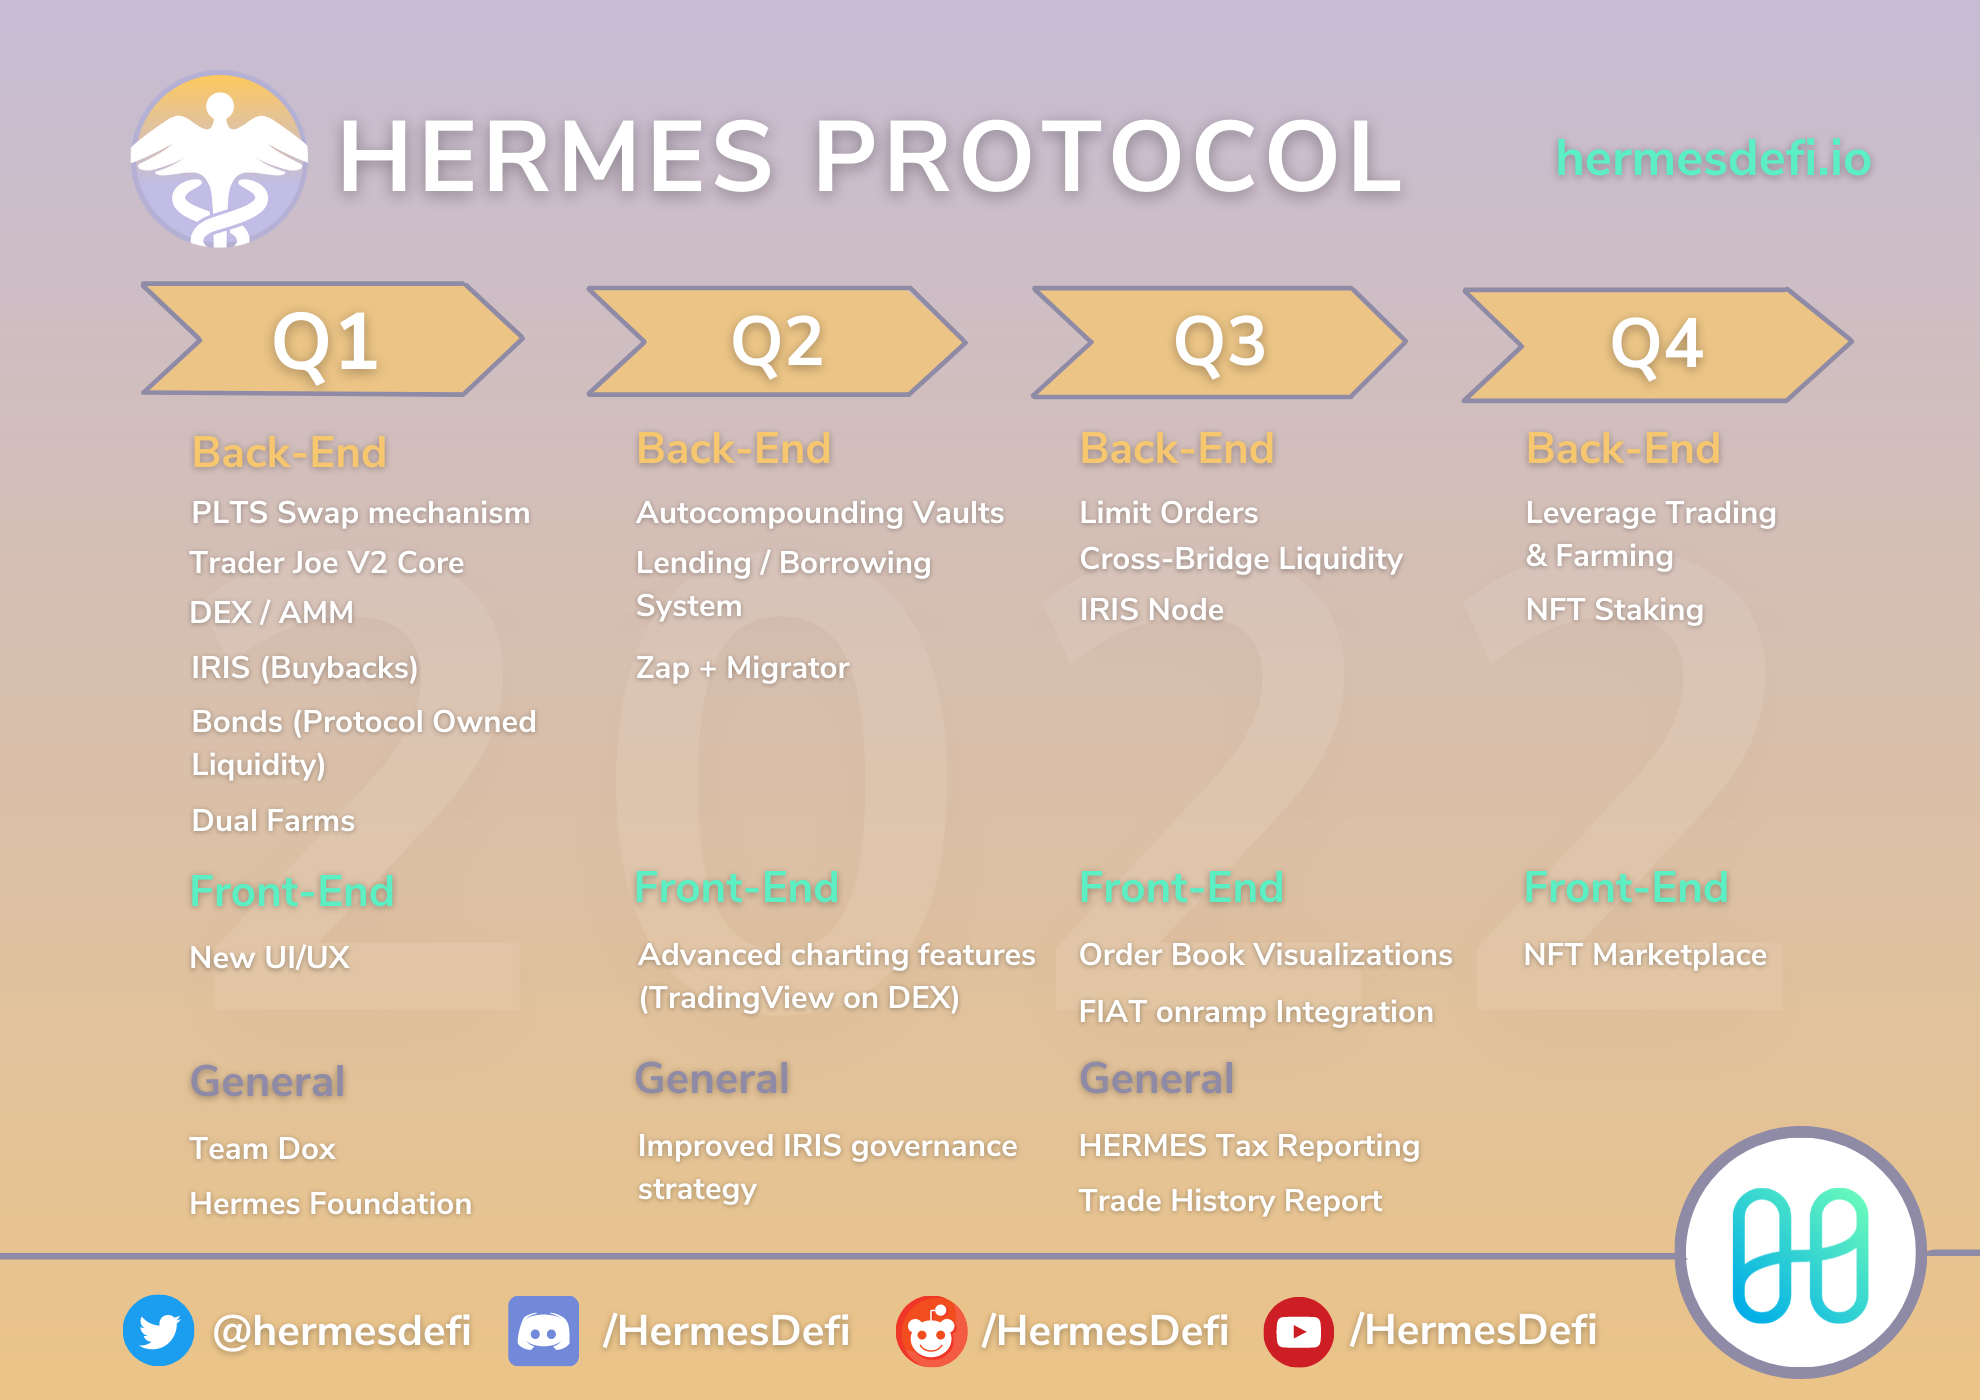 HERMES PROTOCOL
hermesdefi.io
Q1
Back-End
PLTS Swap mechanism
Trader Joe V2 Core
DEX / AMM
IRIS (Buybacks)
Bonds (Protocol Owned
Liquidity)
Dual Farms
Front-End
New UI/UX
General
Team Dox
Hermes Foundation
Q2
Back-End
Autocompounding Vaults
Lending / Borrowing
System
Zap + Migrator
Front-End
Advanced charting features
(TradingView on DEX)
General
Improved IRIS governance
strategy
Q3
Back-End
Limit Orders
Cross-Bridge Liquidity
IRIS Node
Front-End
Order Book Visualizations
FIAT onramp Integration
General
HERMES Tax Reporting
Trade History Report
Q4
Back-End
Leverage Trading
& Farming
NFT Staking
Front-End
NFT Marketplace
2022
@hermesdefi
/HermesDefi
/HermesDefi
/HermesDefi